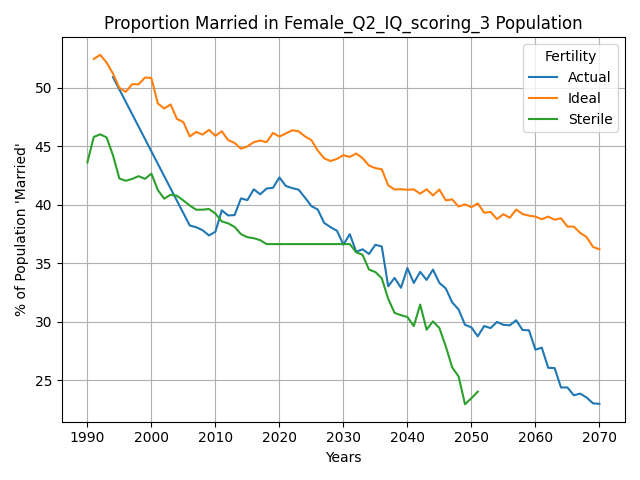 Proportion Married in Female_Q2_IQ_scoring_3 Population
Fertility
Actual
Ideal
Sterile
% of Population 'Married'
50
45
40
35
30
25
1990 2000 2010 2020 2030 2040 2050 2060 2070
Years